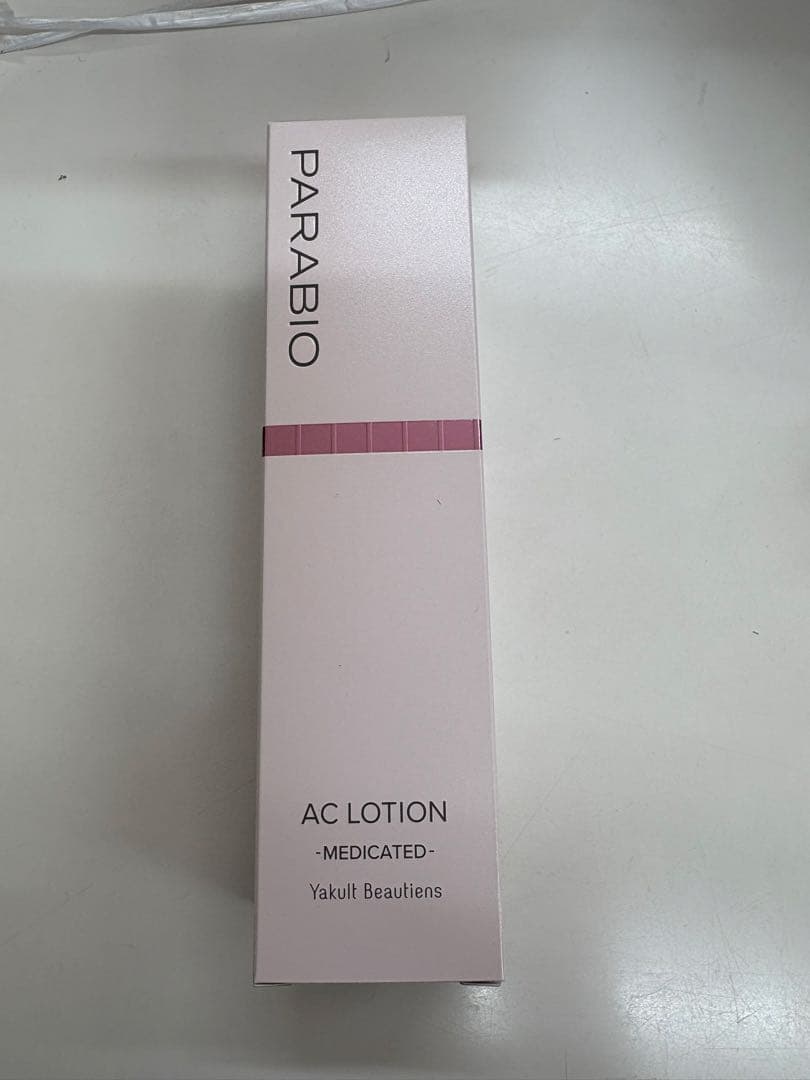 PARABIO
AC LOTION
-MEDICATED-
Yakult Beautiens